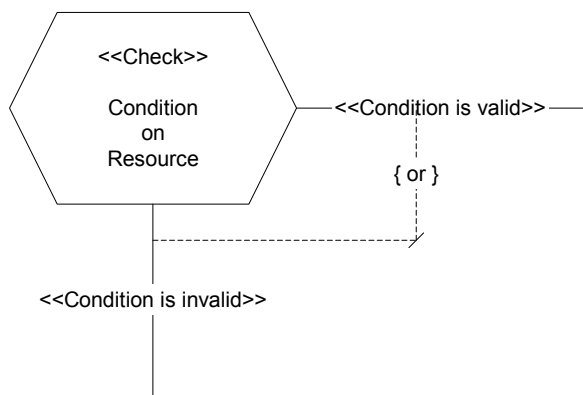 <<Check>>
Condition
on
Resource
<<Condition is valid>>
{ or }
<<Condition is invalid>>